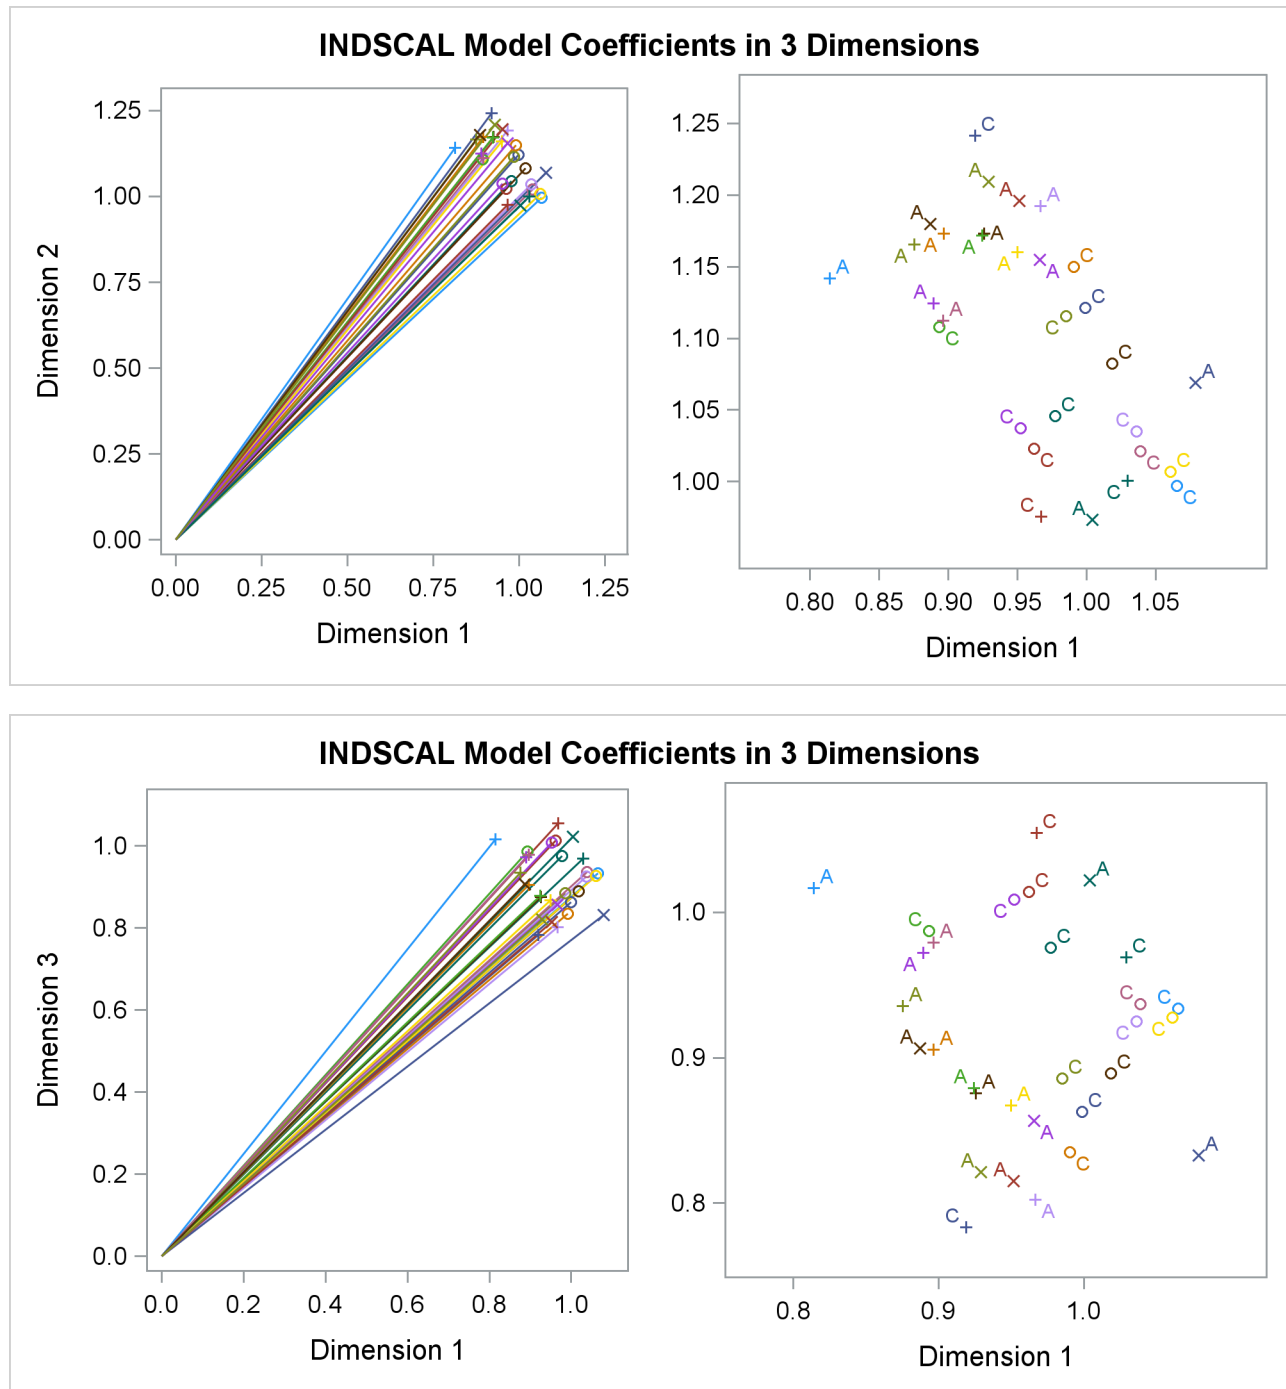 INDSCAL Model Coefficients in 3 Dimensions
1.25
1.00
0.75
0.50
0.25
0.00
Dimension 2
0.00 0.25 0.50 0.75 1.00 1.25
Dimension 1
1.25
1.20
1.15
1.10
1.05
1.00
C
A
A A
A
A
A A
A
A
A
C
A
A
A
C
C
C
C
A
C
C
C
C
C
C
C
C
C
A
0.80 0.85 0.90 0.95 1.00 1.05
Dimension 1
INDSCAL Model Coefficients in 3 Dimensions
1.0
0.8
0.6
0.4
0.2
0.0
Dimension 3
0.0 0.2 0.4 0.6 0.8 1.0
Dimension 1
1.0
0.9
0.8
C
A
A
C
C
C
A
C
C
A
A
C
C
C
C
A A
C
C
A
A
A
C
A
A
C
A
A
A
C
0.8 0.9 1.0
Dimension 1